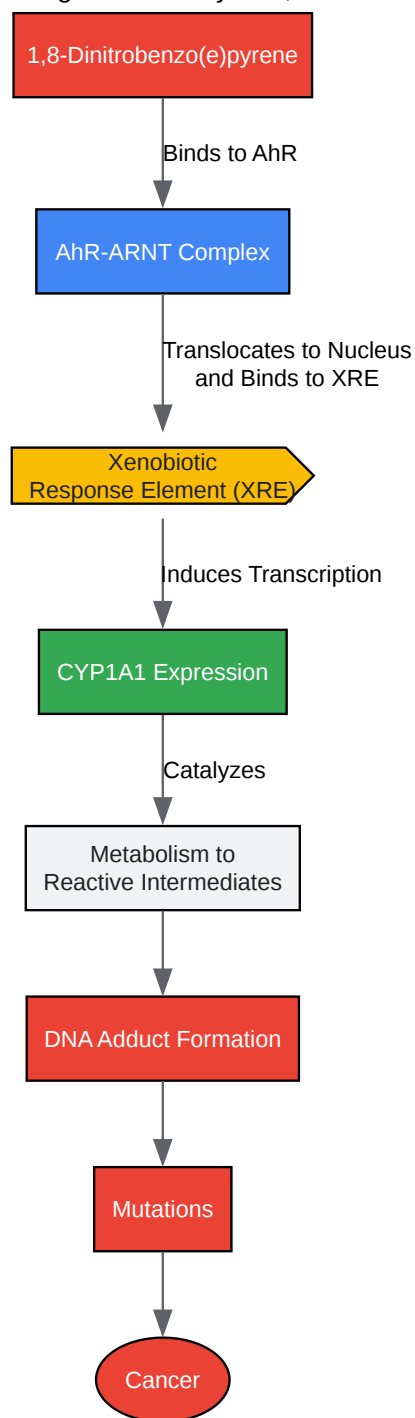 1,8-Dinitrobenzo(e)pyrene
Binds to AhR
AhR-ARNT Complex
Translocates to Nucleus
and Binds to XRE
Xenobiotic
Response Element (XRE)
Induces Transcription
CYP1A1 Expression
Catalyzes
Metabolism to
Reactive Intermediates
DNA Adduct Formation
Mutations
Cancer